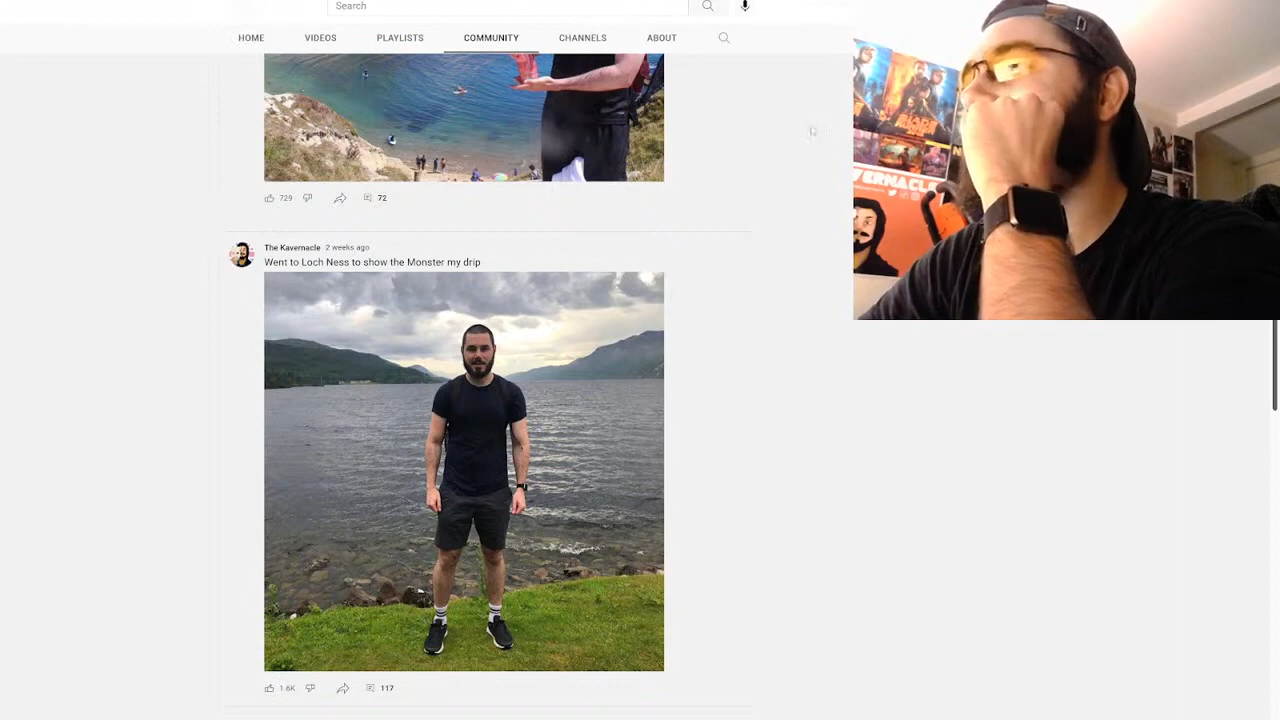 Search
HOME VIDEOS PLAYLISTS COMMUNITY CHANNELS ABOUT
729 72
The Kavernacle 2 weeks ago
Went to Loch Ness to show the Monster my drip
1.6K 117
VERNACLE